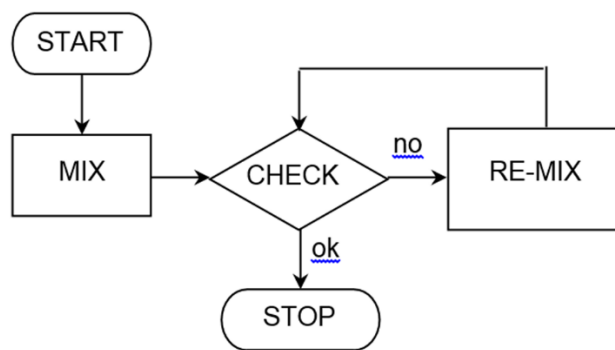 START
MIX
CHECK
no
RE-MIX
ok
STOP